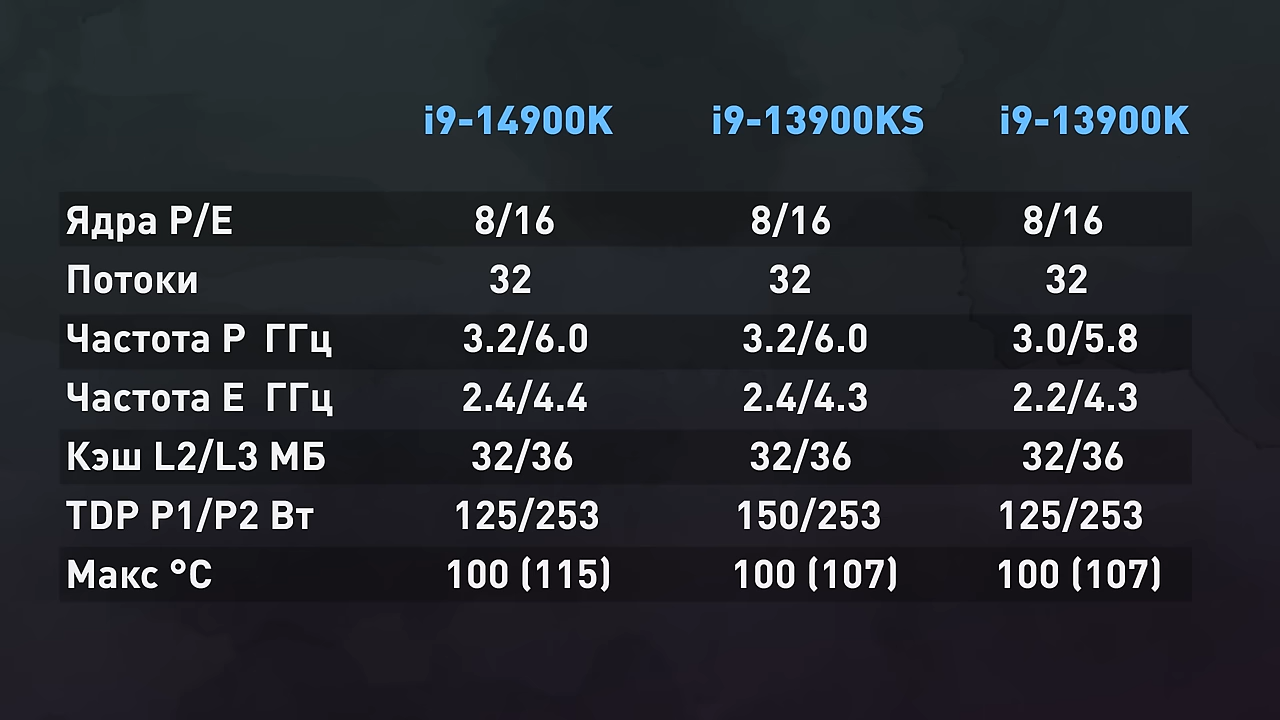 i9-14900K i9-13900KS i9-13900K
Ядра P/E 8/16 8/16 8/16
Потоки 32 32 32
Частота P ГГц 3.2/6.0 3.2/6.0 3.0/5.8
Частота E ГГц 2.4/4.4 2.4/4.3 2.2/4.3
Кэш L2/L3 МБ 32/36 32/36 32/36
TDP P1/P2 Вт 125/253 150/253 125/253
Макс °C 100 (115) 100 (107) 100 (107)